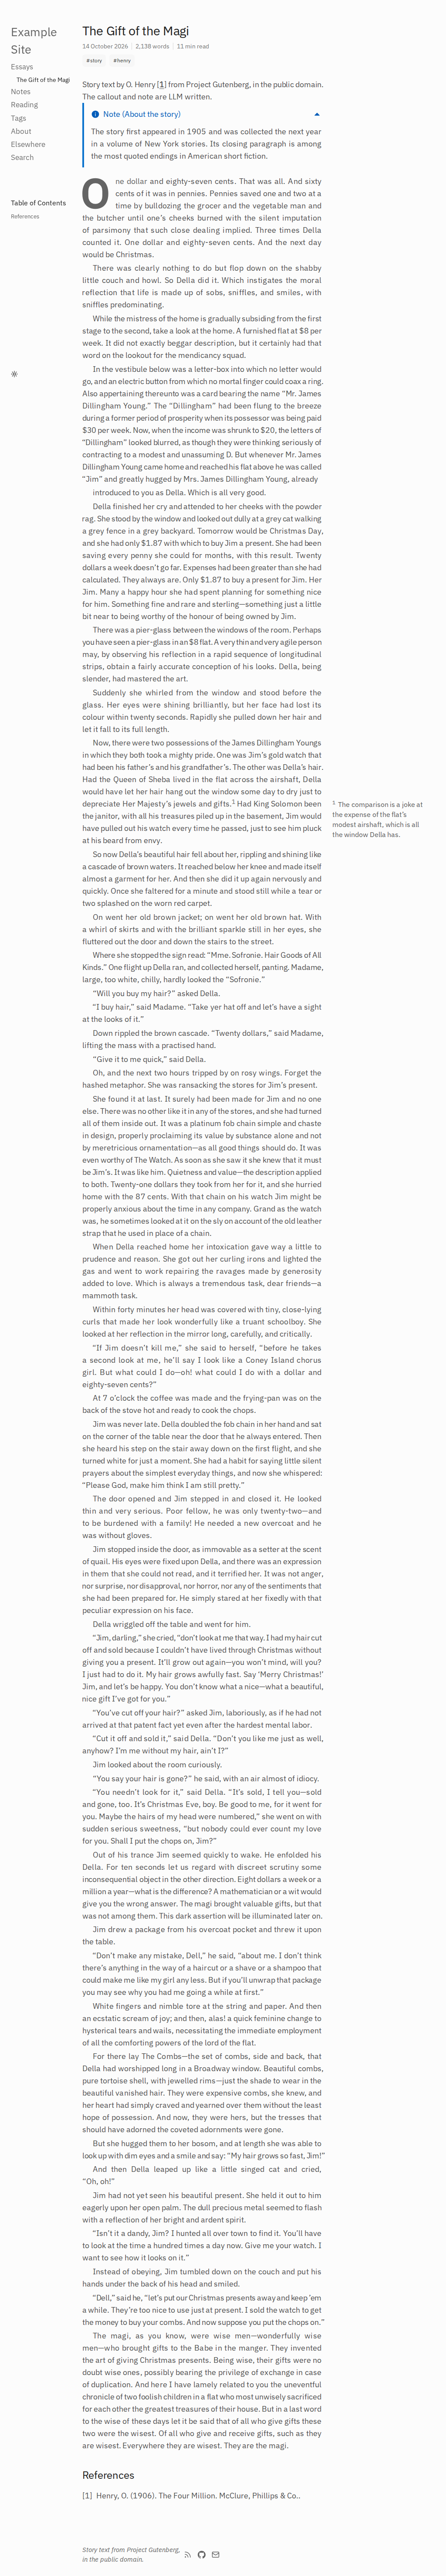 Example
Site
Essays
The Gift of the Magi
Notes
Reading
Tags
About
Elsewhere
Search
Table of Contents
References
The Gift of the Magi
14 October 2026 2,138 words 11 min read
#story #henry
Story text by O. Henry [1] from Project Gutenberg, in the public domain.
The callout and note are LLM written.
Note (About the story)
The story first appeared in 1905 and was collected the next year
in a volume of New York stories. Its closing paragraph is among
the most quoted endings in American short fiction.
One dollar and eighty-seven cents. That was all. And sixty
cents of it was in pennies. Pennies saved one and two at a
time by bulldozing the grocer and the vegetable man and
the butcher until one’s cheeks burned with the silent imputation
of parsimony that such close dealing implied. Three times Della
counted it. One dollar and eighty-seven cents. And the next day
would be Christmas.
There was clearly nothing to do but flop down on the shabby
little couch and howl. So Della did it. Which instigates the moral
reflection that life is made up of sobs, sniffles, and smiles, with
sniffles predominating.
While the mistress of the home is gradually subsiding from the first
stage to the second, take a look at the home. A furnished flat at $8 per
week. It did not exactly beggar description, but it certainly had that
word on the lookout for the mendicancy squad.
In the vestibule below was a letter-box into which no letter would
go, and an electric button from which no mortal finger could coax a ring.
Also appertaining thereunto was a card bearing the name “Mr. James
Dillingham Young.” The “Dillingham” had been flung to the breeze
during a former period of prosperity when its possessor was being paid
$30 per week. Now, when the income was shrunk to $20, the letters of
“Dillingham” looked blurred, as though they were thinking seriously of
contracting to a modest and unassuming D. But whenever Mr. James
Dillingham Young came home and reached his flat above he was called
“Jim” and greatly hugged by Mrs. James Dillingham Young, already
introduced to you as Della. Which is all very good.
Della finished her cry and attended to her cheeks with the powder
rag. She stood by the window and looked out dully at a grey cat walking
a grey fence in a grey backyard. Tomorrow would be Christmas Day,
and she had only $1.87 with which to buy Jim a present. She had been
saving every penny she could for months, with this result. Twenty
dollars a week doesn’t go far. Expenses had been greater than she had
calculated. They always are. Only $1.87 to buy a present for Jim. Her
Jim. Many a happy hour she had spent planning for something nice
for him. Something fine and rare and sterling—something just a little
bit near to being worthy of the honour of being owned by Jim.
There was a pier-glass between the windows of the room. Perhaps
you have seen a pier-glass in an $8 flat. A very thin and very agile person
may, by observing his reflection in a rapid sequence of longitudinal
strips, obtain a fairly accurate conception of his looks. Della, being
slender, had mastered the art.
Suddenly she whirled from the window and stood before the
glass. Her eyes were shining brilliantly, but her face had lost its
colour within twenty seconds. Rapidly she pulled down her hair and
let it fall to its full length.
Now, there were two possessions of the James Dillingham Youngs
in which they both took a mighty pride. One was Jim’s gold watch that
had been his father’s and his grandfather’s. The other was Della’s hair.
Had the Queen of Sheba lived in the flat across the airshaft, Della
would have let her hair hang out the window some day to dry just to
depreciate Her Majesty’s jewels and gifts.1 Had King Solomon been
the janitor, with all his treasures piled up in the basement, Jim would
have pulled out his watch every time he passed, just to see him pluck
at his beard from envy.
1 The comparison is a joke at
the expense of the flat’s
modest airshaft, which is all
the window Della has.
So now Della’s beautiful hair fell about her, rippling and shining like
a cascade of brown waters. It reached below her knee and made itself
almost a garment for her. And then she did it up again nervously and
quickly. Once she faltered for a minute and stood still while a tear or
two splashed on the worn red carpet.
On went her old brown jacket; on went her old brown hat. With
a whirl of skirts and with the brilliant sparkle still in her eyes, she
fluttered out the door and down the stairs to the street.
Where she stopped the sign read: “Mme. Sofronie. Hair Goods of All
Kinds.” One flight up Della ran, and collected herself, panting. Madame,
large, too white, chilly, hardly looked the “Sofronie.”
“Will you buy my hair?” asked Della.
“I buy hair,” said Madame. “Take yer hat off and let’s have a sight
at the looks of it.”
Down rippled the brown cascade. “Twenty dollars,” said Madame,
lifting the mass with a practised hand.
“Give it to me quick,” said Della.
Oh, and the next two hours tripped by on rosy wings. Forget the
hashed metaphor. She was ransacking the stores for Jim’s present.
She found it at last. It surely had been made for Jim and no one
else. There was no other like it in any of the stores, and she had turned
all of them inside out. It was a platinum fob chain simple and chaste
in design, properly proclaiming its value by substance alone and not
by meretricious ornamentation—as all good things should do. It was
even worthy of The Watch. As soon as she saw it she knew that it must
be Jim’s. It was like him. Quietness and value—the description applied
to both. Twenty-one dollars they took from her for it, and she hurried
home with the 87 cents. With that chain on his watch Jim might be
properly anxious about the time in any company. Grand as the watch
was, he sometimes looked at it on the sly on account of the old leather
strap that he used in place of a chain.
When Della reached home her intoxication gave way a little to
prudence and reason. She got out her curling irons and lighted the
gas and went to work repairing the ravages made by generosity
added to love. Which is always a tremendous task, dear friends—a
mammoth task.
Within forty minutes her head was covered with tiny, close-lying
curls that made her look wonderfully like a truant schoolboy. She
looked at her reflection in the mirror long, carefully, and critically.
“If Jim doesn’t kill me,” she said to herself, “before he takes
a second look at me, he’ll say I look like a Coney Island chorus
girl. But what could I do—oh! what could I do with a dollar and
eighty-seven cents?”
At 7 o’clock the coffee was made and the frying-pan was on the
back of the stove hot and ready to cook the chops.
Jim was never late. Della doubled the fob chain in her hand and sat
on the corner of the table near the door that he always entered. Then
she heard his step on the stair away down on the first flight, and she
turned white for just a moment. She had a habit for saying little silent
prayers about the simplest everyday things, and now she whispered:
“Please God, make him think I am still pretty.”
The door opened and Jim stepped in and closed it. He looked
thin and very serious. Poor fellow, he was only twenty-two—and
to be burdened with a family! He needed a new overcoat and he
was without gloves.
Jim stopped inside the door, as immovable as a setter at the scent
of quail. His eyes were fixed upon Della, and there was an expression
in them that she could not read, and it terrified her. It was not anger,
nor surprise, nor disapproval, nor horror, nor any of the sentiments that
she had been prepared for. He simply stared at her fixedly with that
peculiar expression on his face.
Della wriggled off the table and went for him.
“Jim, darling,” she cried, “don’t look at me that way. I had my hair cut
off and sold because I couldn’t have lived through Christmas without
giving you a present. It’ll grow out again—you won’t mind, will you?
I just had to do it. My hair grows awfully fast. Say ‘Merry Christmas!’
Jim, and let’s be happy. You don’t know what a nice—what a beautiful,
nice gift I’ve got for you.”
“You’ve cut off your hair?” asked Jim, laboriously, as if he had not
arrived at that patent fact yet even after the hardest mental labor.
“Cut it off and sold it,” said Della. “Don’t you like me just as well,
anyhow? I’m me without my hair, ain’t I?”
Jim looked about the room curiously.
“You say your hair is gone?” he said, with an air almost of idiocy.
“You needn’t look for it,” said Della. “It’s sold, I tell you—sold
and gone, too. It’s Christmas Eve, boy. Be good to me, for it went for
you. Maybe the hairs of my head were numbered,” she went on with
sudden serious sweetness, “but nobody could ever count my love
for you. Shall I put the chops on, Jim?”
Out of his trance Jim seemed quickly to wake. He enfolded his
Della. For ten seconds let us regard with discreet scrutiny some
inconsequential object in the other direction. Eight dollars a week or a
million a year—what is the difference? A mathematician or a wit would
give you the wrong answer. The magi brought valuable gifts, but that
was not among them. This dark assertion will be illuminated later on.
Jim drew a package from his overcoat pocket and threw it upon
the table.
“Don’t make any mistake, Dell,” he said, “about me. I don’t think
there’s anything in the way of a haircut or a shave or a shampoo that
could make me like my girl any less. But if you’ll unwrap that package
you may see why you had me going a while at first.”
White fingers and nimble tore at the string and paper. And then
an ecstatic scream of joy; and then, alas! a quick feminine change to
hysterical tears and wails, necessitating the immediate employment
of all the comforting powers of the lord of the flat.
For there lay The Combs—the set of combs, side and back, that
Della had worshipped long in a Broadway window. Beautiful combs,
pure tortoise shell, with jewelled rims—just the shade to wear in the
beautiful vanished hair. They were expensive combs, she knew, and
her heart had simply craved and yearned over them without the least
hope of possession. And now, they were hers, but the tresses that
should have adorned the coveted adornments were gone.
But she hugged them to her bosom, and at length she was able to
look up with dim eyes and a smile and say: “My hair grows so fast, Jim!”
And then Della leaped up like a little singed cat and cried,
“Oh, oh!”
Jim had not yet seen his beautiful present. She held it out to him
eagerly upon her open palm. The dull precious metal seemed to flash
with a reflection of her bright and ardent spirit.
“Isn’t it a dandy, Jim? I hunted all over town to find it. You’ll have
to look at the time a hundred times a day now. Give me your watch. I
want to see how it looks on it.”
Instead of obeying, Jim tumbled down on the couch and put his
hands under the back of his head and smiled.
“Dell,” said he, “let’s put our Christmas presents away and keep ’em
a while. They’re too nice to use just at present. I sold the watch to get
the money to buy your combs. And now suppose you put the chops on.”
The magi, as you know, were wise men—wonderfully wise
men—who brought gifts to the Babe in the manger. They invented
the art of giving Christmas presents. Being wise, their gifts were no
doubt wise ones, possibly bearing the privilege of exchange in case
of duplication. And here I have lamely related to you the uneventful
chronicle of two foolish children in a flat who most unwisely sacrificed
for each other the greatest treasures of their house. But in a last word
to the wise of these days let it be said that of all who give gifts these
two were the wisest. Of all who give and receive gifts, such as they
are wisest. Everywhere they are wisest. They are the magi.
References
[1] Henry, O. (1906). The Four Million. McClure, Phillips & Co..
Story text from Project Gutenberg,
in the public domain.